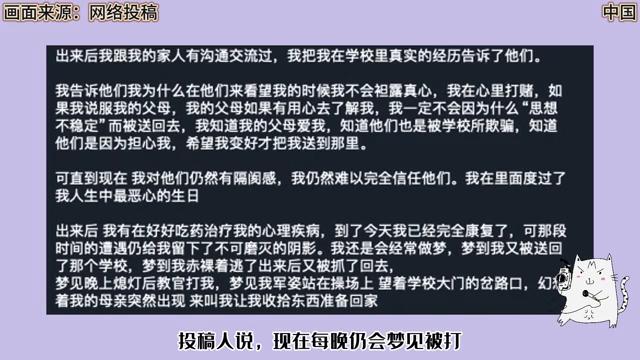 画面来源：网络投稿
中国
出来后我跟我的家人有沟通交流过，我把我在学校里真实的经历告诉了他们。
我告诉他们我为什么在他们来看望我的时候我不会袒露真心，我在心里打赌，如
果我说服我的父母，我的父母如果有用心去了解我，我一定不会因为什么“思想
不稳定”而被送回去，我知道我的父母爱我，知道他们也是被学校所欺骗，知道
他们是因为担心我，希望我变好才把我送到那里。
可直到现在 我对他们仍然有隔阂感，我仍然难以完全信任他们。我在里面度过了
我人生中最恶心的生日
出来后 我有在好好吃药治疗我的心理疾病，到了今天我已经完全康复了，可那段
时间的遭遇仍给我留下了不可磨灭的阴影。我还是会经常做梦，梦到我又被送回
了那个学校，梦到我赤裸着逃了出来后又被抓了回去，
梦见晚上熄灯后教官打我，梦见我军姿站在操场上 望着学校大门的岔路口，幻想
着我的母亲突然出现 来叫我让我收拾东西准备回家
投稿人说，现在每晚仍会梦见被打